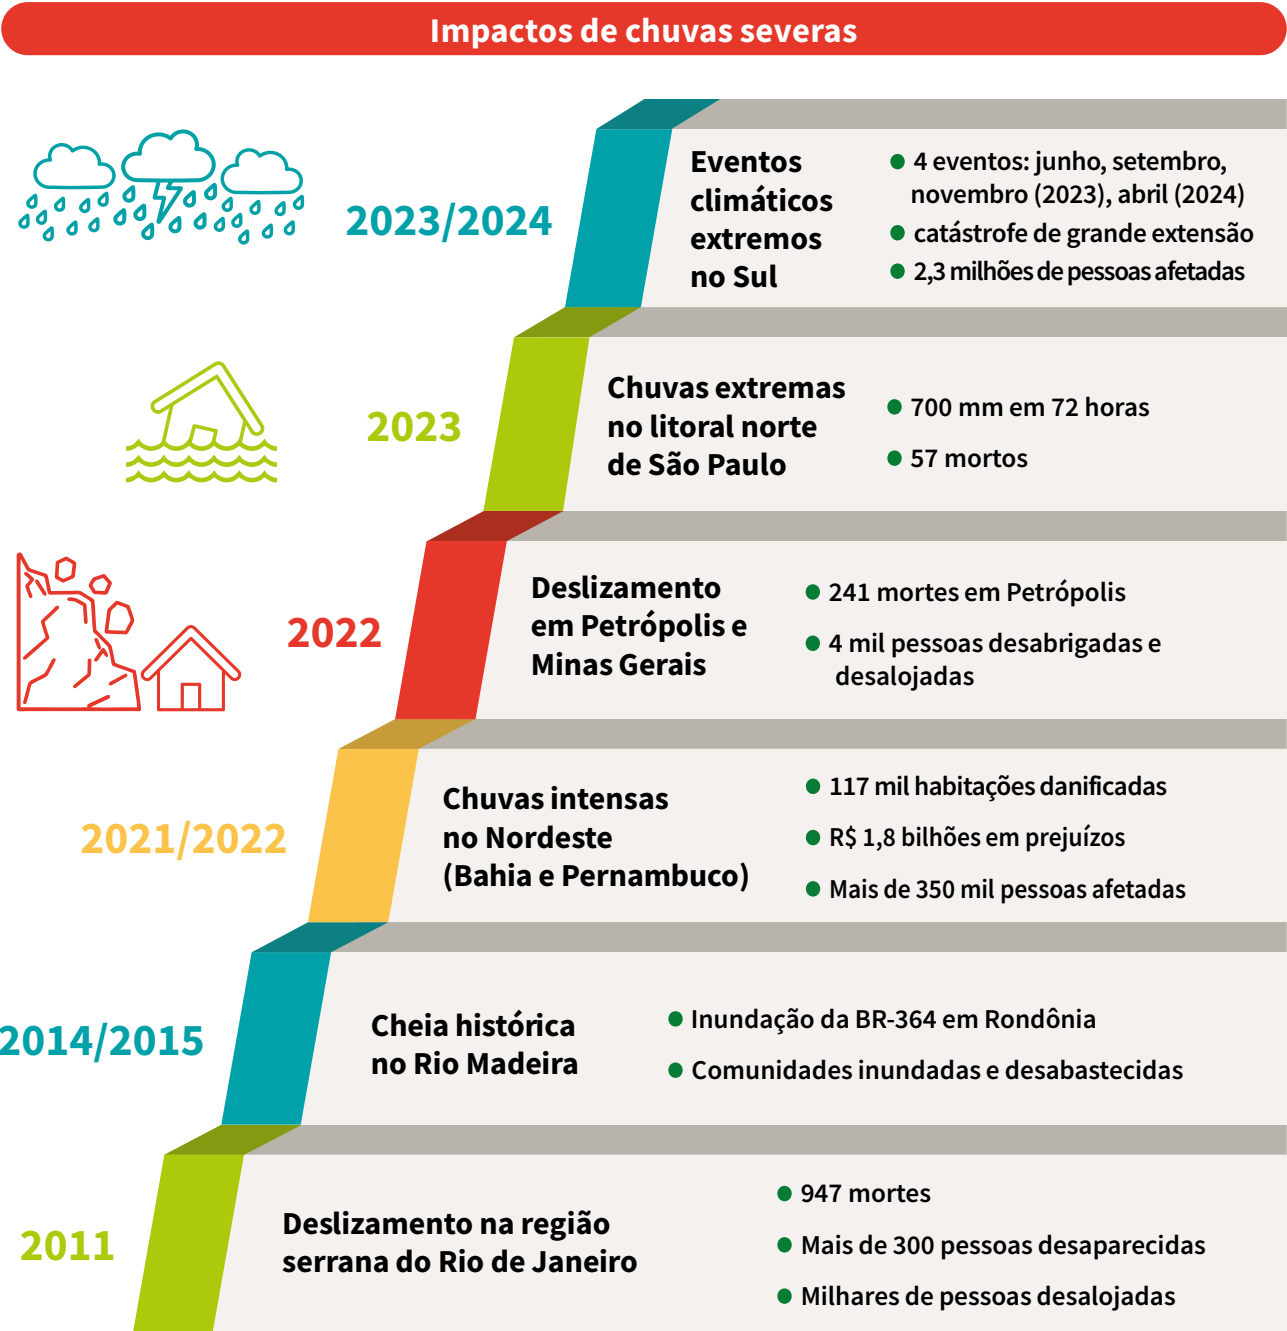 Impactos de chuvas severas
2023/2024
Eventos
climáticos
extremos
no Sul
● 4 eventos: junho, setembro,
novembro (2023), abril (2024)
● catástrofe de grande extensão
● 2,3 milhões de pessoas afetadas
2023
Chuvas extremas
no litoral norte
de São Paulo
● 700 mm em 72 horas
● 57 mortos
2022
Deslizamento
em Petrópolis e
Minas Gerais
● 241 mortes em Petrópolis
● 4 mil pessoas desabrigadas e
desalojadas
2021/2022
Chuvas intensas
no Nordeste
(Bahia e Pernambuco)
● 117 mil habitações danificadas
● R$ 1,8 bilhões em prejuízos
● Mais de 350 mil pessoas afetadas
2014/2015
Cheia histórica
no Rio Madeira
● Inundação da BR-364 em Rondônia
● Comunidades inundadas e desabastecidas
2011
Deslizamento na região
serrana do Rio de Janeiro
● 947 mortes
● Mais de 300 pessoas desaparecidas
● Milhares de pessoas desalojadas